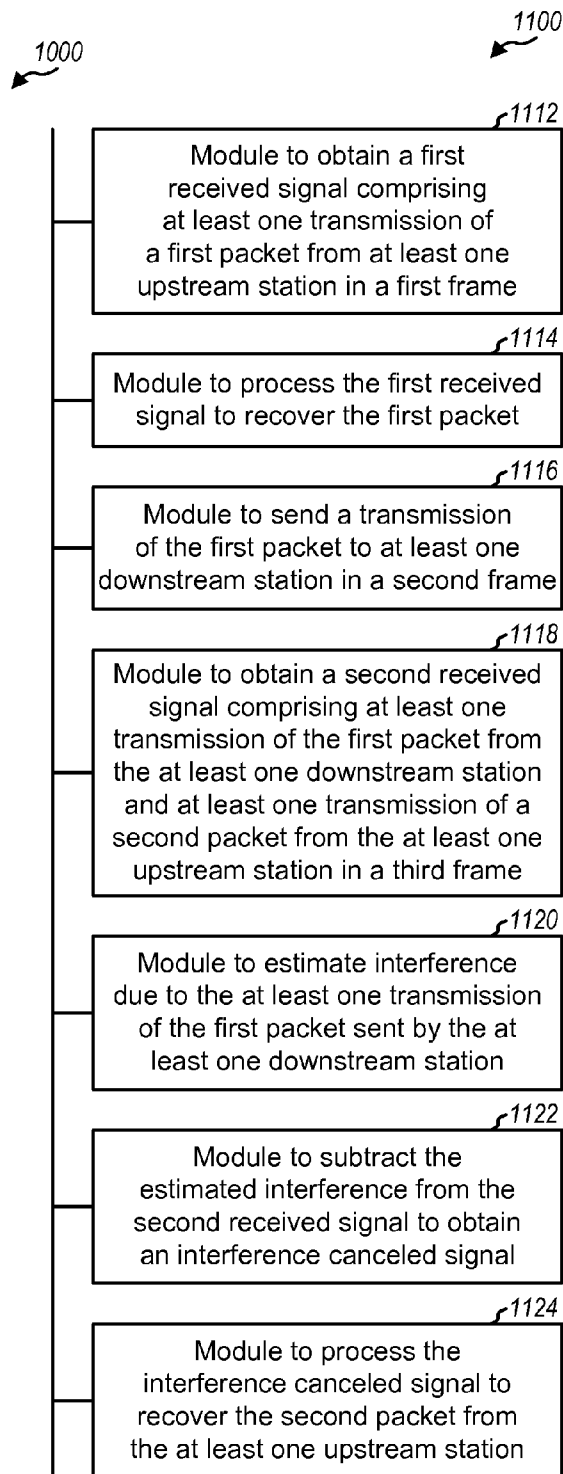 1000
1100
1112
Module to obtain a first
received signal comprising
at least one transmission of
a first packet from at least one
upstream station in a first frame
1114
Module to process the first received
signal to recover the first packet
1116
Module to send a transmission
of the first packet to at least one
downstream station in a second frame
1118
Module to obtain a second received
signal comprising at least one
transmission of the first packet from
the at least one downstream station
and at least one transmission of a
second packet from the at least one
upstream station in a third frame
1120
Module to estimate interference
due to the at least one transmission
of the first packet sent by the at
least one downstream station
1122
Module to subtract the
estimated interference from the
second received signal to obtain
an interference canceled signal
1124
Module to process the
interference canceled signal to
recover the second packet from
the at least one upstream station